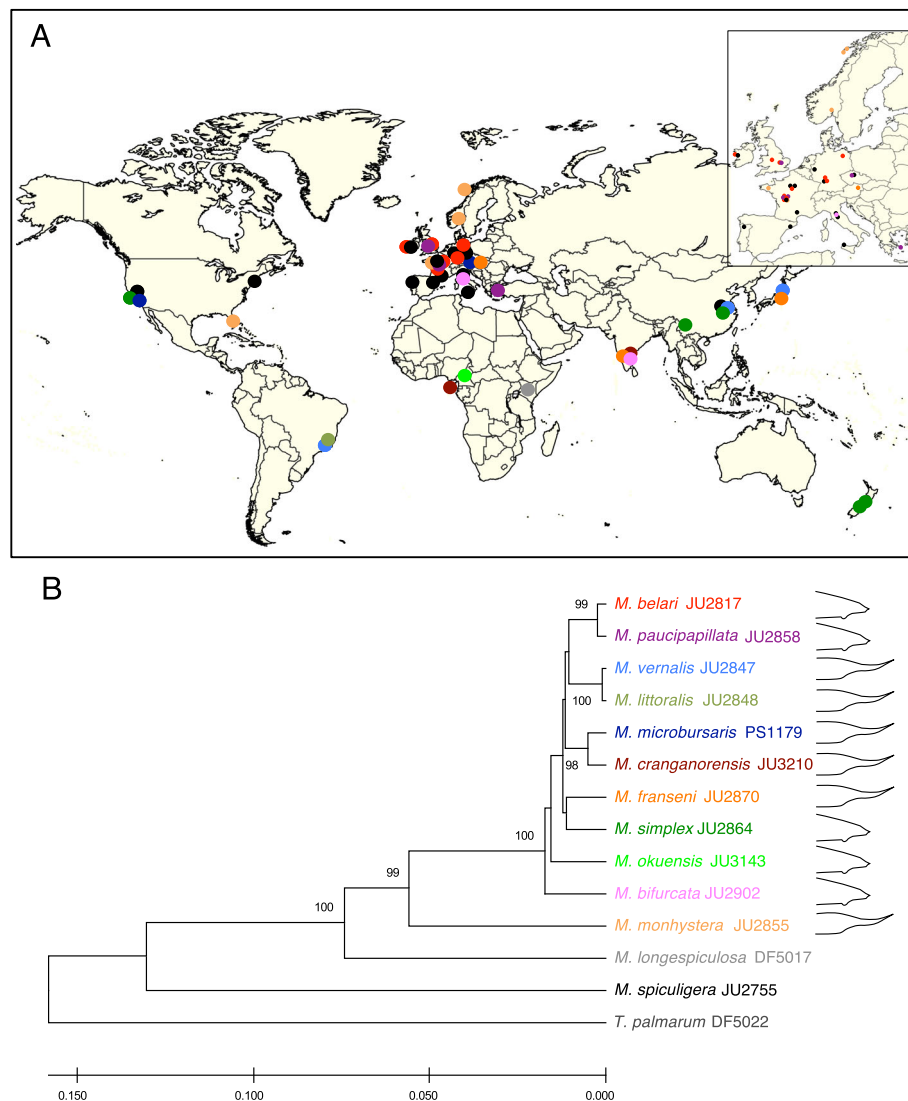 A
B
99
M. belari JU2817
M. paucipapillata JU2858
M. vernalis JU2847
100
M. littoralis JU2848
M. microbursaris PS1179
98
M. cranganorensis JU3210
M. franseni JU2870
M. simplex JU2864
100
M. okuensis JU3143
99
M. bifurcata JU2902
100
M. monhystera JU2855
M. longespiculosa DF5017
M. spiculigera JU2755
T. palmarum DF5022
0.150 0.100 0.050 0.000